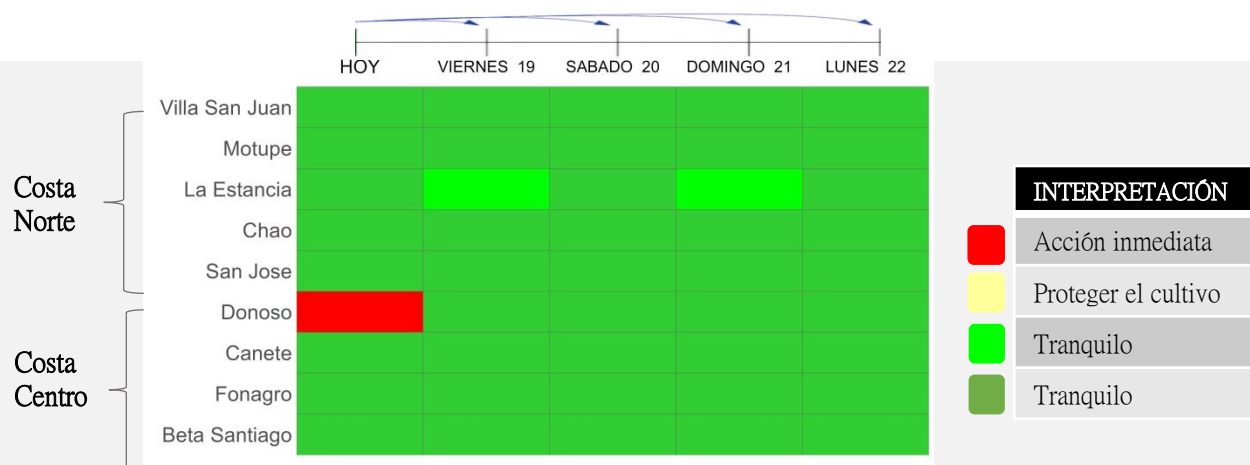 HOY VIERNES 19 SABADO 20 DOMINGO 21 LUNES 22
Costa
Norte
Villa San Juan
Motupe
La Estancia
Chao
San Jose
Costa
Centro
Donoso
Canete
Fonagro
Beta Santiago
INTERPRETACIÓN
Acción inmediata
Proteger el cultivo
Tranquilo
Tranquilo